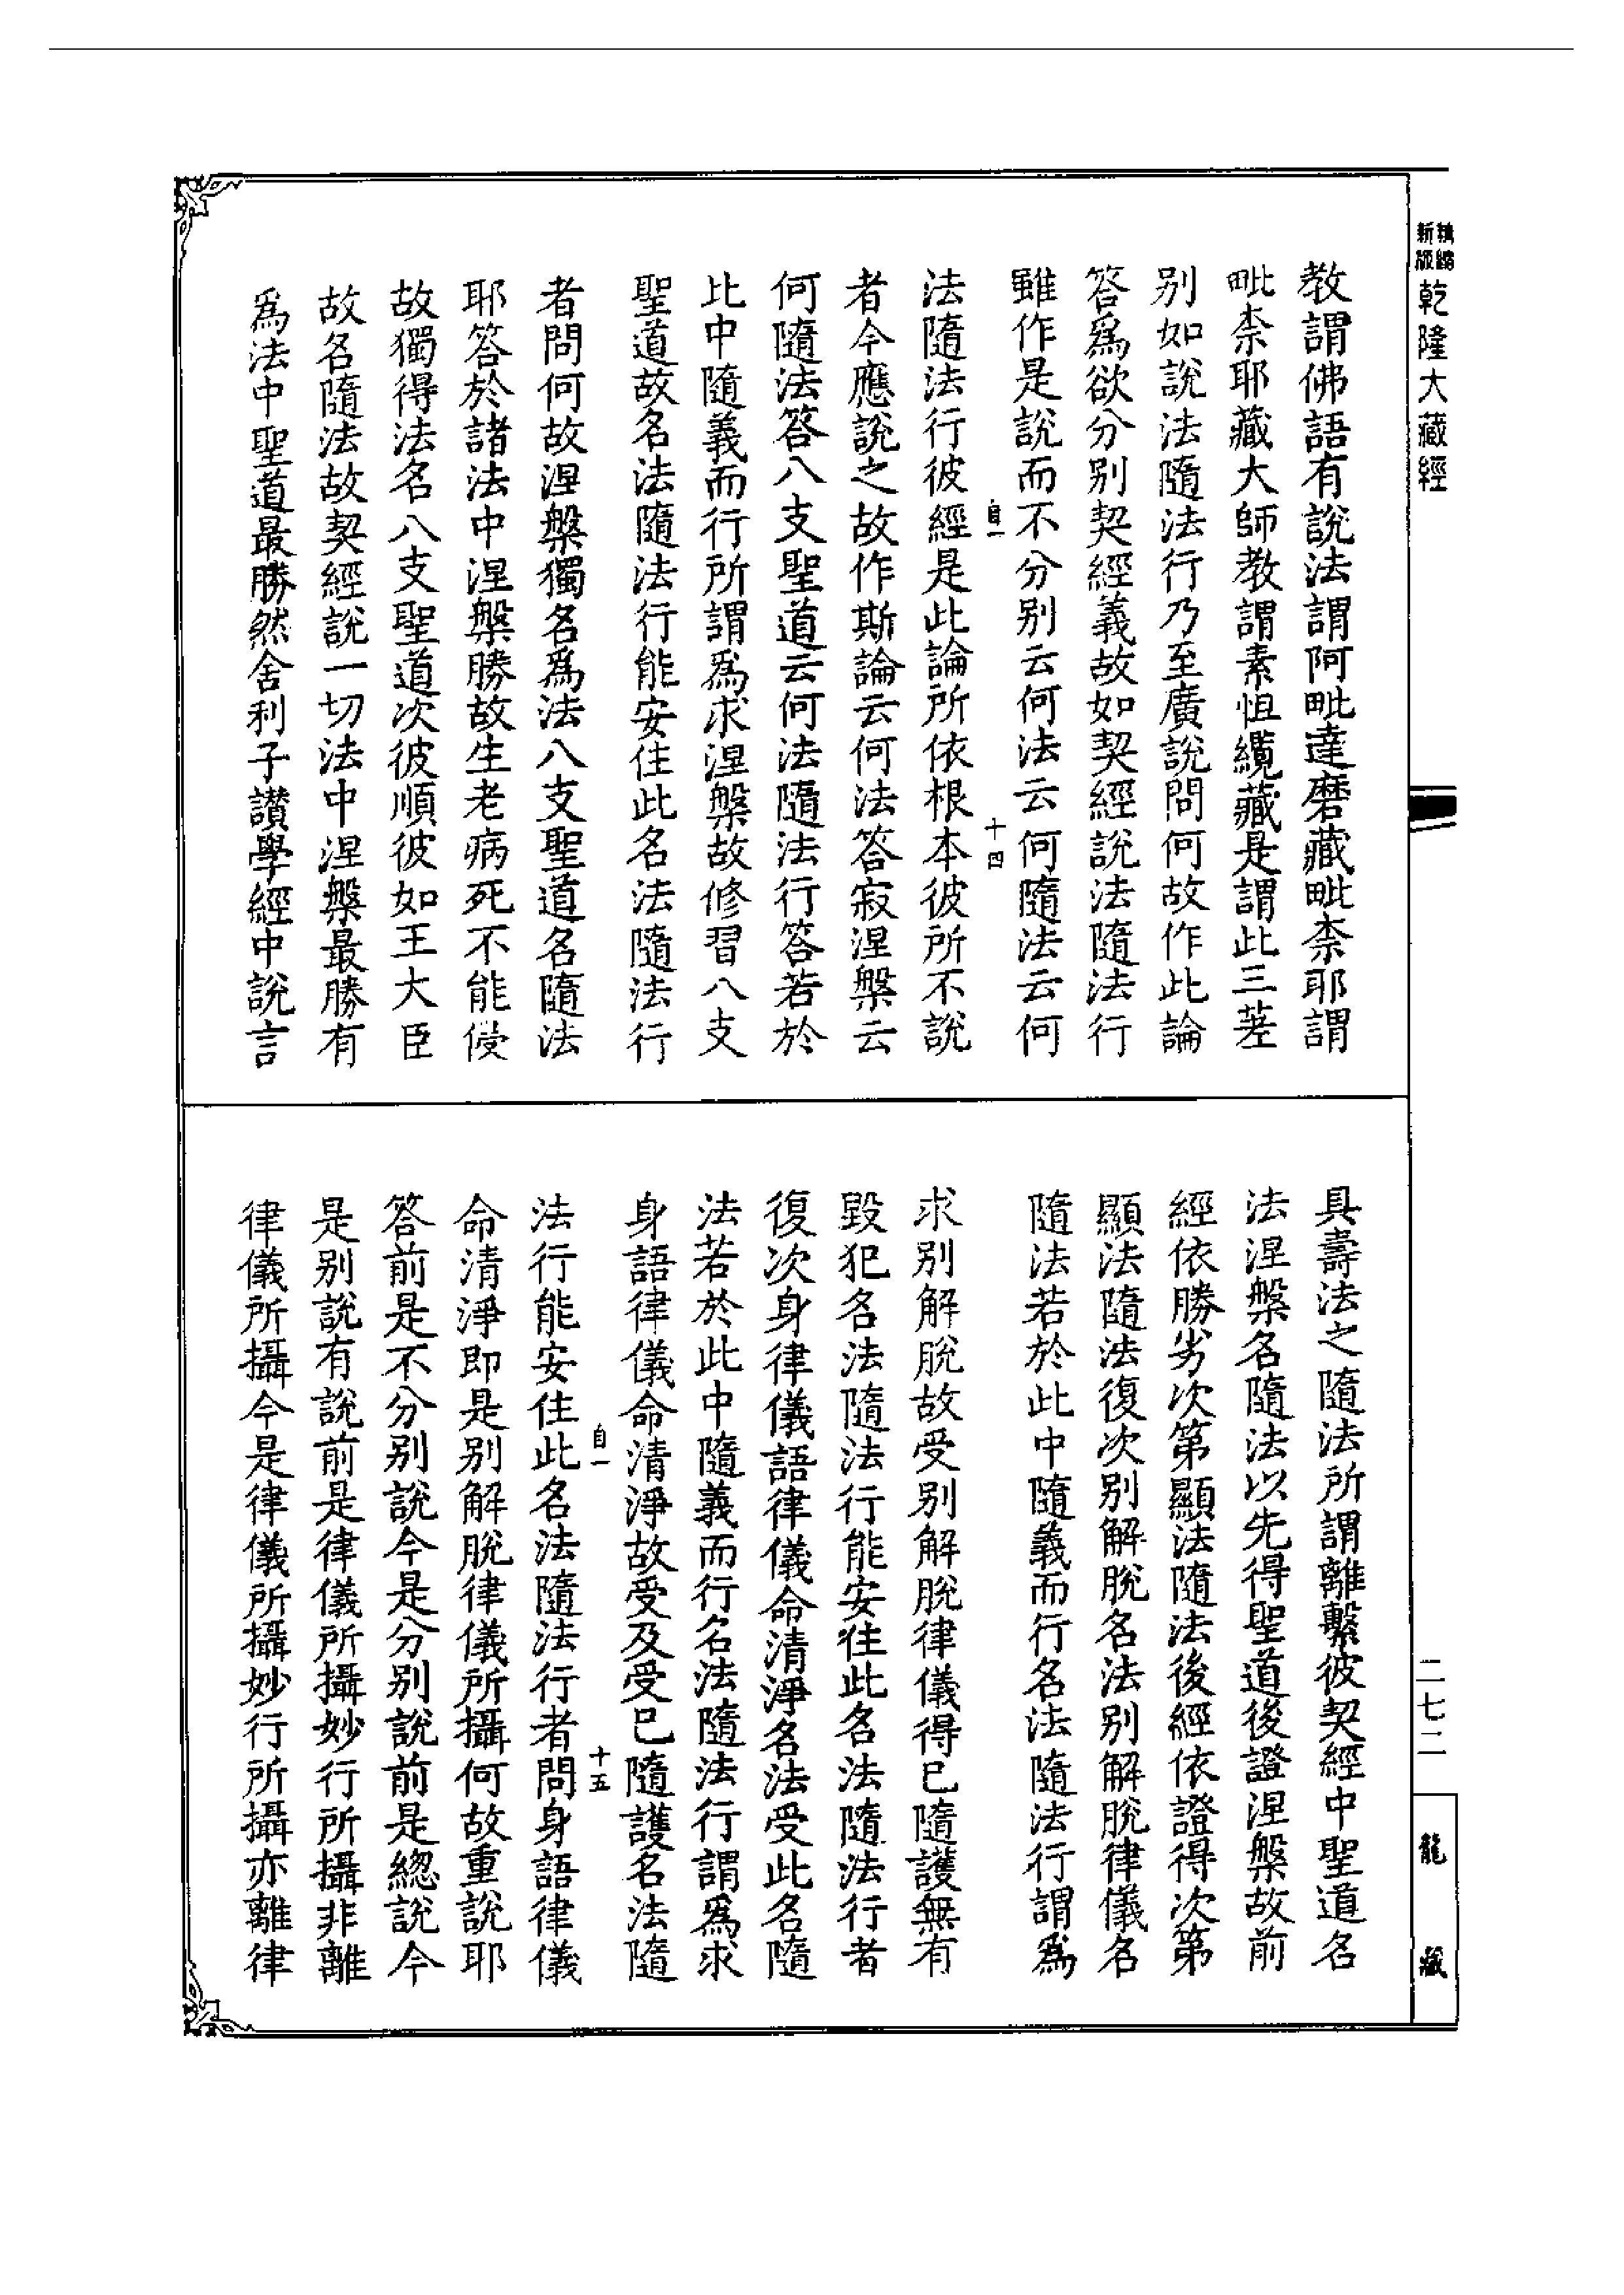 精縮新版乾隆大藏經
教謂佛語有說法謂阿毗達磨藏毗柰耶謂
毗柰耶藏大師教謂素怛纜藏是謂此三差
別如說法隨法行乃至廣說問何故作此論
答爲欲分別契經義故如契經說法隨法行
雖作是說而不分別云何法云何隨法云何
法隨法行彼經是此論所依根本彼所不說
自一
十四
者今應說之故作斯論云何法答寂涅槃云
何隨法答八支聖道云何法隨法行答若於
此中隨義而行所謂爲求涅槃故修習八支
聖道故名法隨法行能安住此名法隨法行
者問何故涅槃獨名爲法八支聖道名隨法
耶答於諸法中涅槃勝故生老病死不能侵
故獨得法名八支聖道次彼順彼如王大臣
故名隨法故契經說一切法中涅槃最勝有
爲法中聖道最勝然舍利子讚學經中說言
具壽法之隨法所謂離繫彼契經中聖道名
法涅槃名隨法以先得聖道後證涅槃故前
經依勝劣次第顯法隨法後經依證得次第
顯法隨法復次別解脫名法別解脫律儀名
隨法若於此中隨義而行名法隨法行謂爲
求別解脫故受別解脫律儀得已隨護無有
毀犯名法隨法行能安住此名法隨法行者
復次身律儀語律儀命清淨名法受此名隨
法若於此中隨義而行名法隨法行謂爲求
身語律儀命清淨故受及受已隨護名法隨
自一
十五
法行能安住此名法隨法行者問身語律儀
命清淨即是別解脫律儀所攝何故重說耶
答前是不分別說今是分別說前是總說今
是別說有說前是律儀所攝妙行所攝非離
律儀所攝今是律儀所攝妙行所攝亦離律
二七二
龍藏